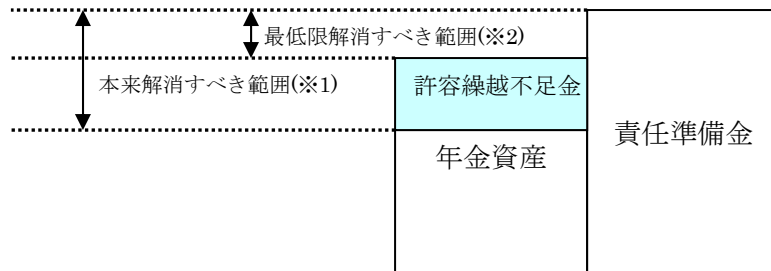 最低限解消すべき範囲(※2)
本来解消すべき範囲(※1)
許容繰越不足金
責任準備金
年金資産